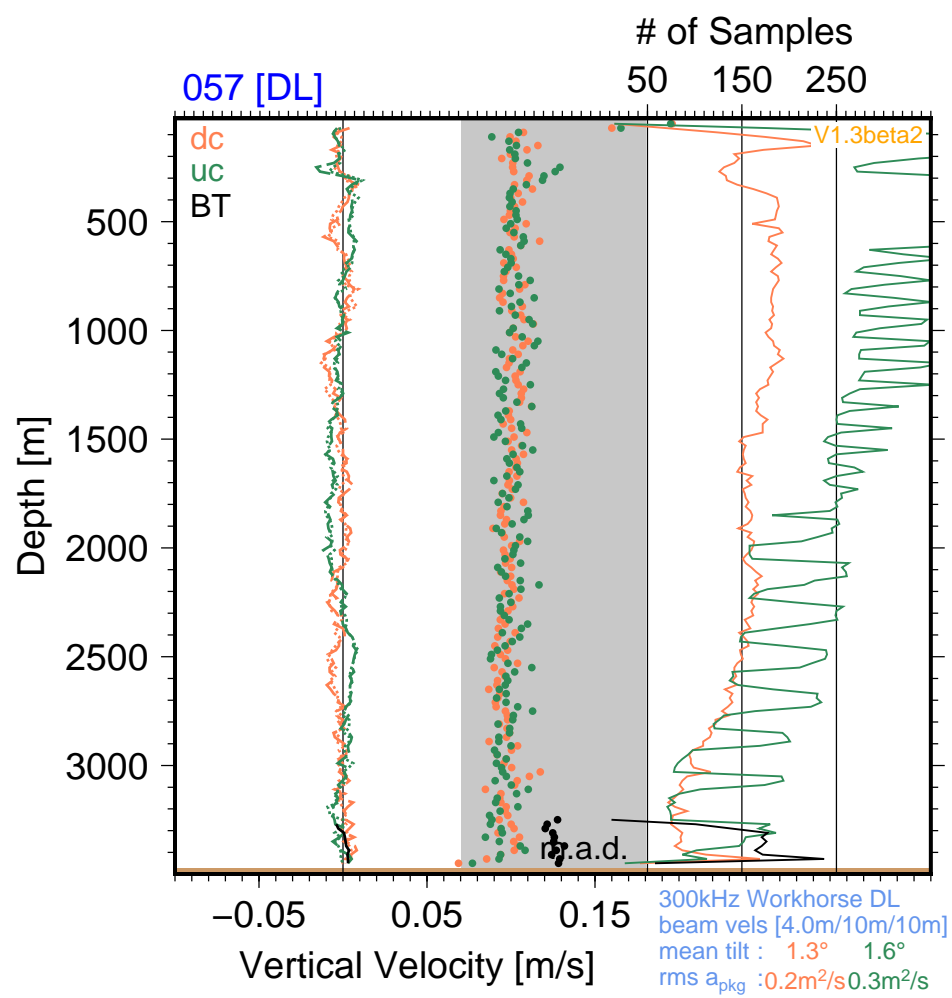 # of Samples
50 150 250
057 [DL]
dc
uc
BT
V1.3beta2
500
1000
1500
2000
2500
3000
Depth [m]
m.a.d.
−0.05 0.05 0.15
Vertical Velocity [m/s]
300kHz Workhorse DL
beam vels [4.0m/10m/10m]
mean tilt : 1.3° 1.6°
rms a_pkg : 0.2m²/s 0.3m²/s